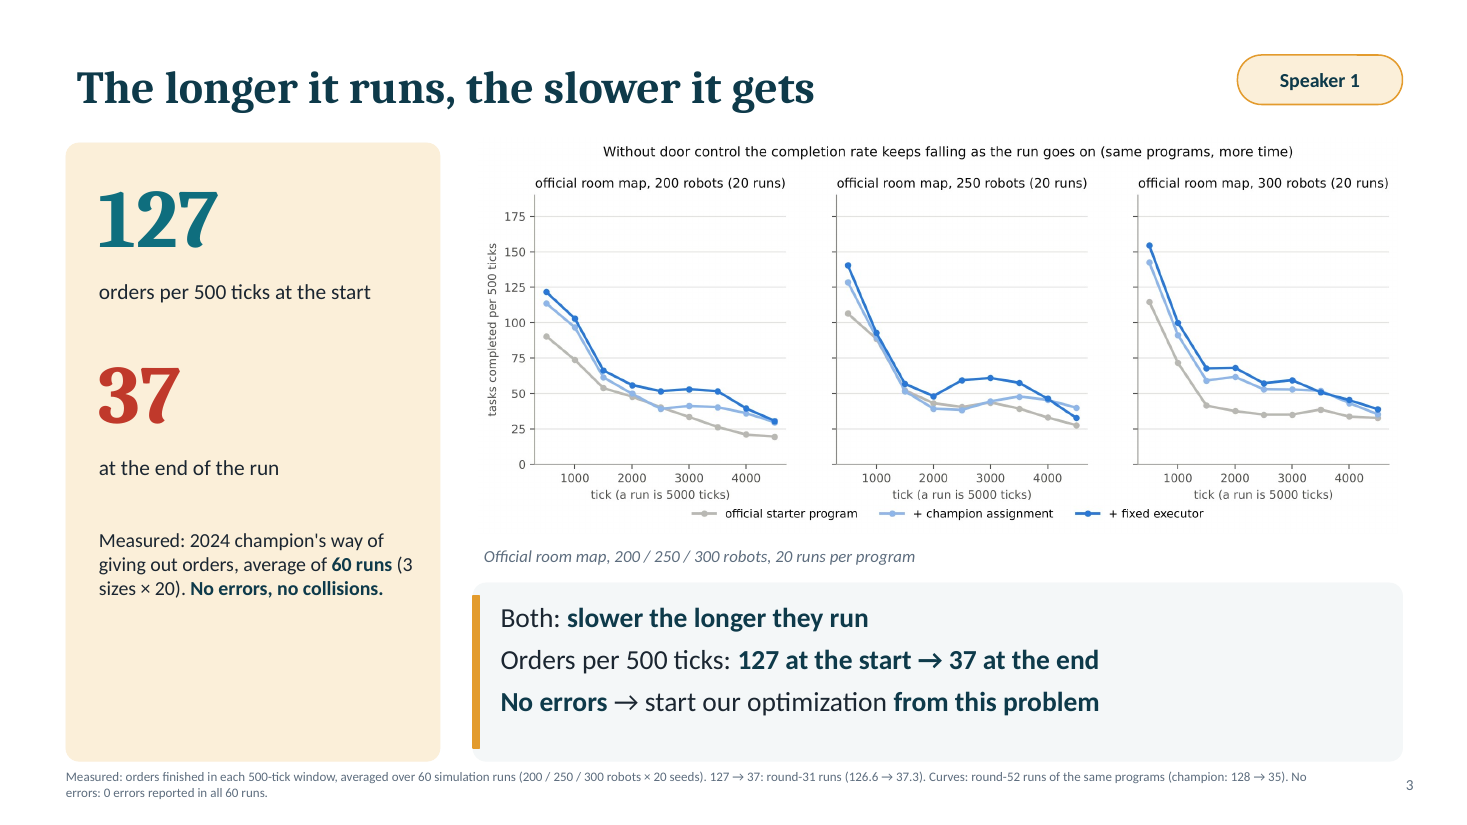 The longer it runs, the slower it gets
Speaker 1
127
orders per 500 ticks at the start
37
at the end of the run
Measured: 2024 champion's way of
giving out orders, average of 60 runs (3
sizes × 20). No errors, no collisions.
Without door control the completion rate keeps falling as the run goes on (same programs, more time)
official room map, 200 robots (20 runs)
official room map, 250 robots (20 runs)
official room map, 300 robots (20 runs)
tasks completed per 500 ticks
175
150
125
100
75
50
25
0
1000 2000 3000 4000
1000 2000 3000 4000
1000 2000 3000 4000
tick (a run is 5000 ticks)
tick (a run is 5000 ticks)
tick (a run is 5000 ticks)
official starter program
+ champion assignment
+ fixed executor
Official room map, 200 / 250 / 300 robots, 20 runs per program
Both: slower the longer they run
Orders per 500 ticks: 127 at the start → 37 at the end
No errors → start our optimization from this problem
Measured: orders finished in each 500-tick window, averaged over 60 simulation runs (200 / 250 / 300 robots × 20 seeds). 127 → 37: round-31 runs (126.6 → 37.3). Curves: round-52 runs of the same programs (champion: 128 → 35). No
errors: 0 errors reported in all 60 runs.
3